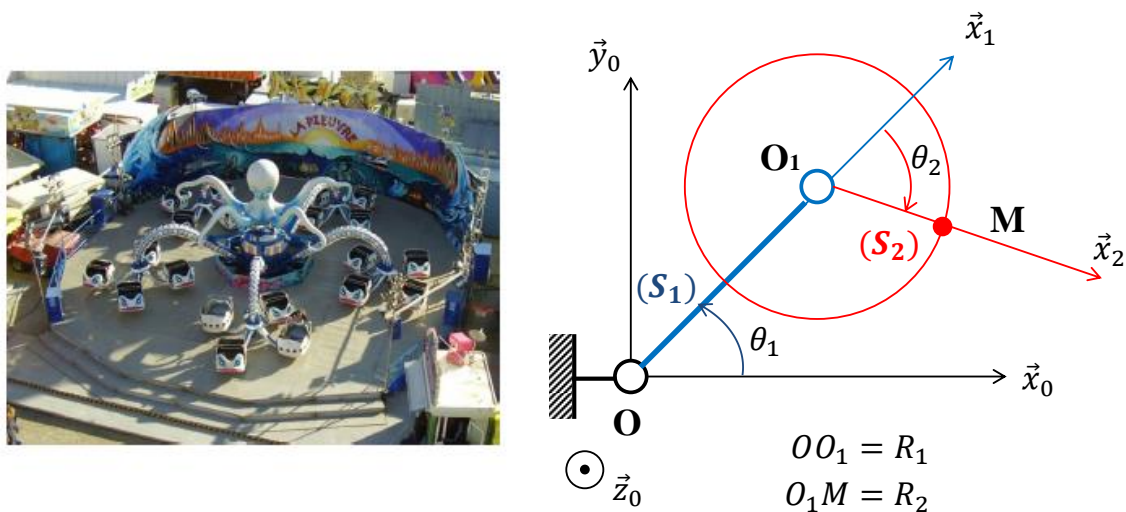 LA PIEUVRE
𝑥⃗₁
𝑦⃗₀
O₁
θ₂
M
(S₂)
𝑥⃗₂
(S₁)
θ₁
𝑥⃗₀
O
𝑧⃗₀
OO₁ = R₁
O₁M = R₂